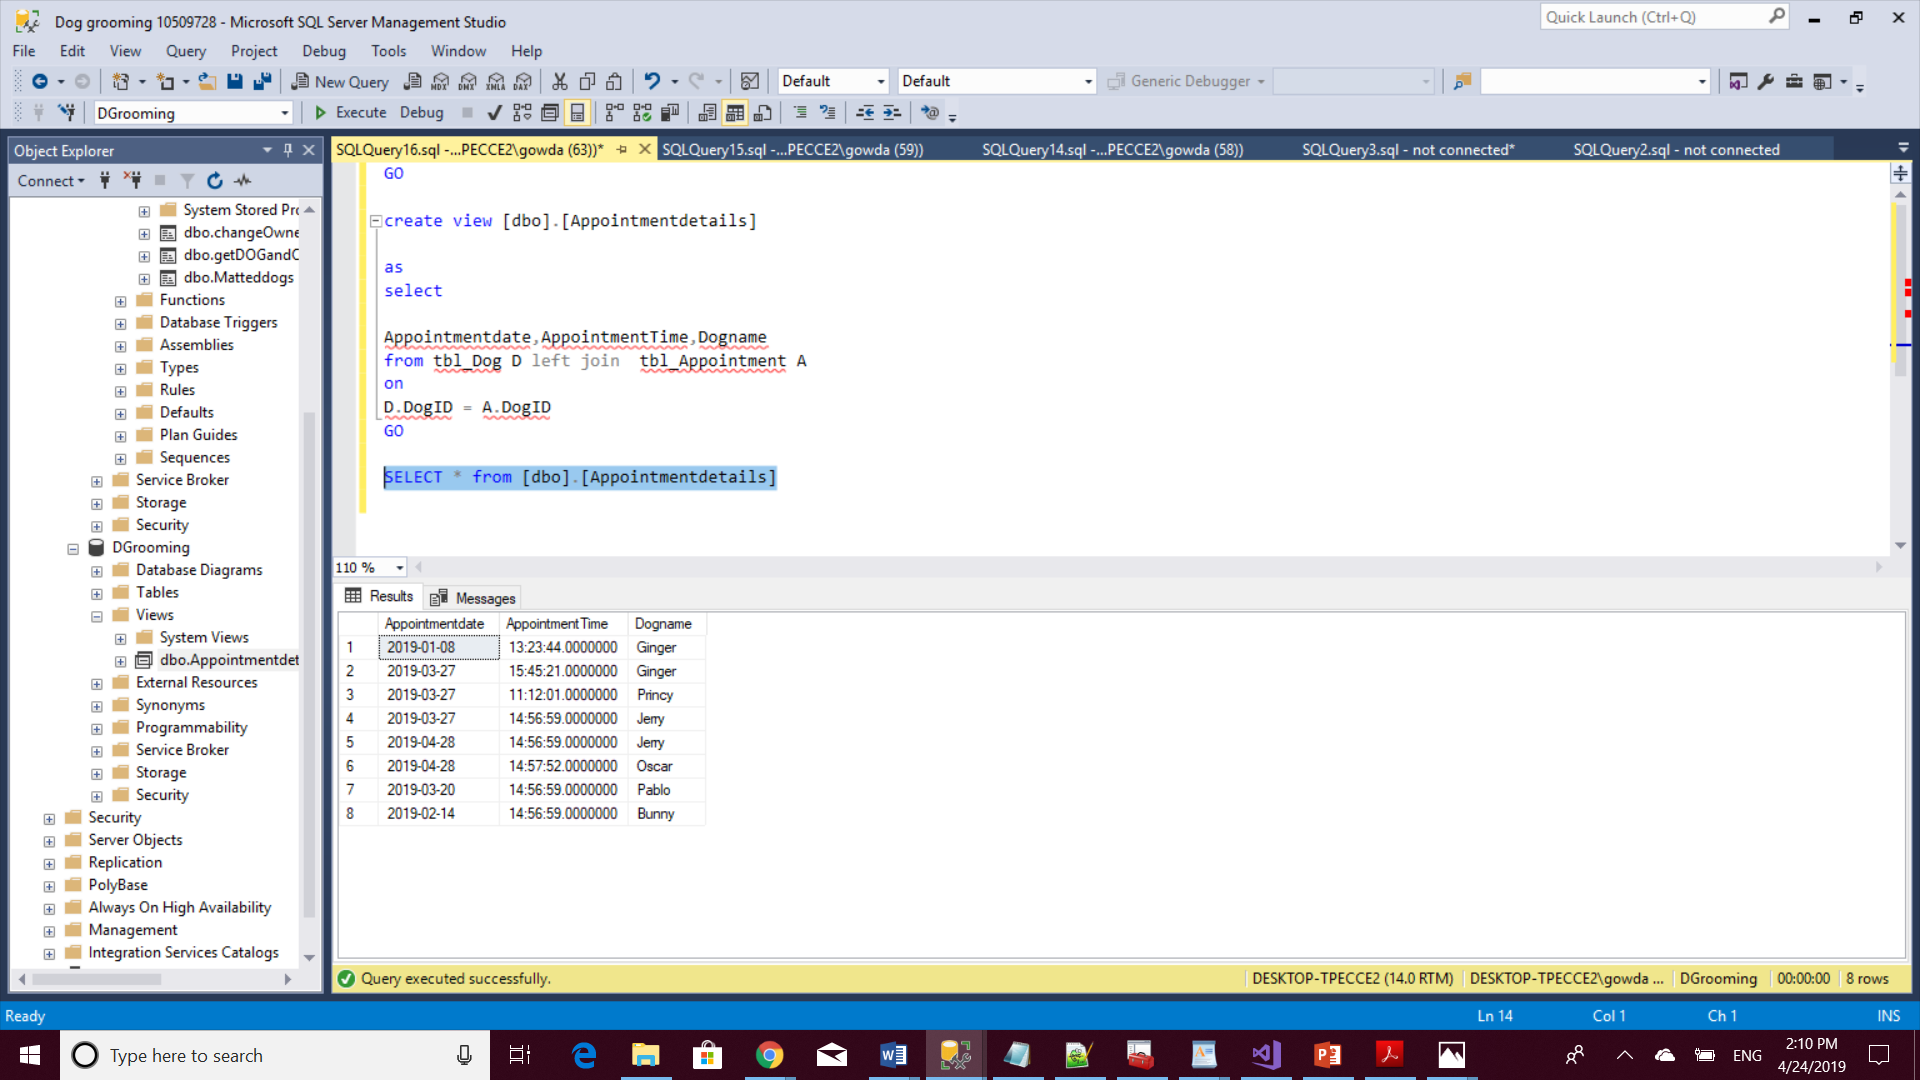 Dog grooming 10509728 - Microsoft SQL Server Management Studio
Quick Launch (Ctrl+Q)
File Edit View Query Project Debug Tools Window Help
New Query MDX DMX XMLA DAX Default Default Generic Debugger
DGrooming Execute Debug
Object Explorer
Connect
System Stored Pro
dbo.changeOwne
dbo.getDOGandO
dbo.Matteddogs
Functions
Database Triggers
Assemblies
Types
Rules
Defaults
Plan Guides
Sequences
Service Broker
Storage
Security
DGrooming
Database Diagrams
Tables
Views
System Views
dbo.Appointmentdet
External Resources
Synonyms
Programmability
Service Broker
Storage
Security
Security
Server Objects
Replication
PolyBase
Always On High Availability
Management
Integration Services Catalogs
SQLQuery16.sql -...PECCE2\gowda (63))* SQLQuery15.sql -...PECCE2\gowda (59)) SQLQuery14.sql -...PECCE2\gowda (58)) SQLQuery3.sql - not connected* SQLQuery2.sql - not connected
GO
create view [dbo].[Appointmentdetails]
as
select
Appointmentdate,AppointmentTime,Dogname
from tbl_Dog D left join tbl_Appointment A
on
D.DogID = A.DogID
GO
SELECT * from [dbo].[Appointmentdetails]
110 %
Results Messages
Appointmentdate AppointmentTime Dogname
1 2019-01-08 13:23:44.0000000 Ginger
2 2019-03-27 15:45:21.0000000 Ginger
3 2019-03-27 11:12:01.0000000 Princy
4 2019-03-27 14:56:59.0000000 Jerry
5 2019-04-28 14:56:59.0000000 Jerry
6 2019-04-28 14:57:52.0000000 Oscar
7 2019-03-20 14:56:59.0000000 Pablo
8 2019-02-14 14:56:59.0000000 Bunny
Query executed successfully. DESKTOP-TPECCE2 (14.0 RTM) DESKTOP-TPECCE2\gowda ... DGrooming 00:00:00 8 rows
Ready Ln 14 Col 1 Ch 1 INS
Type here to search ENG 2:10 PM
4/24/2019